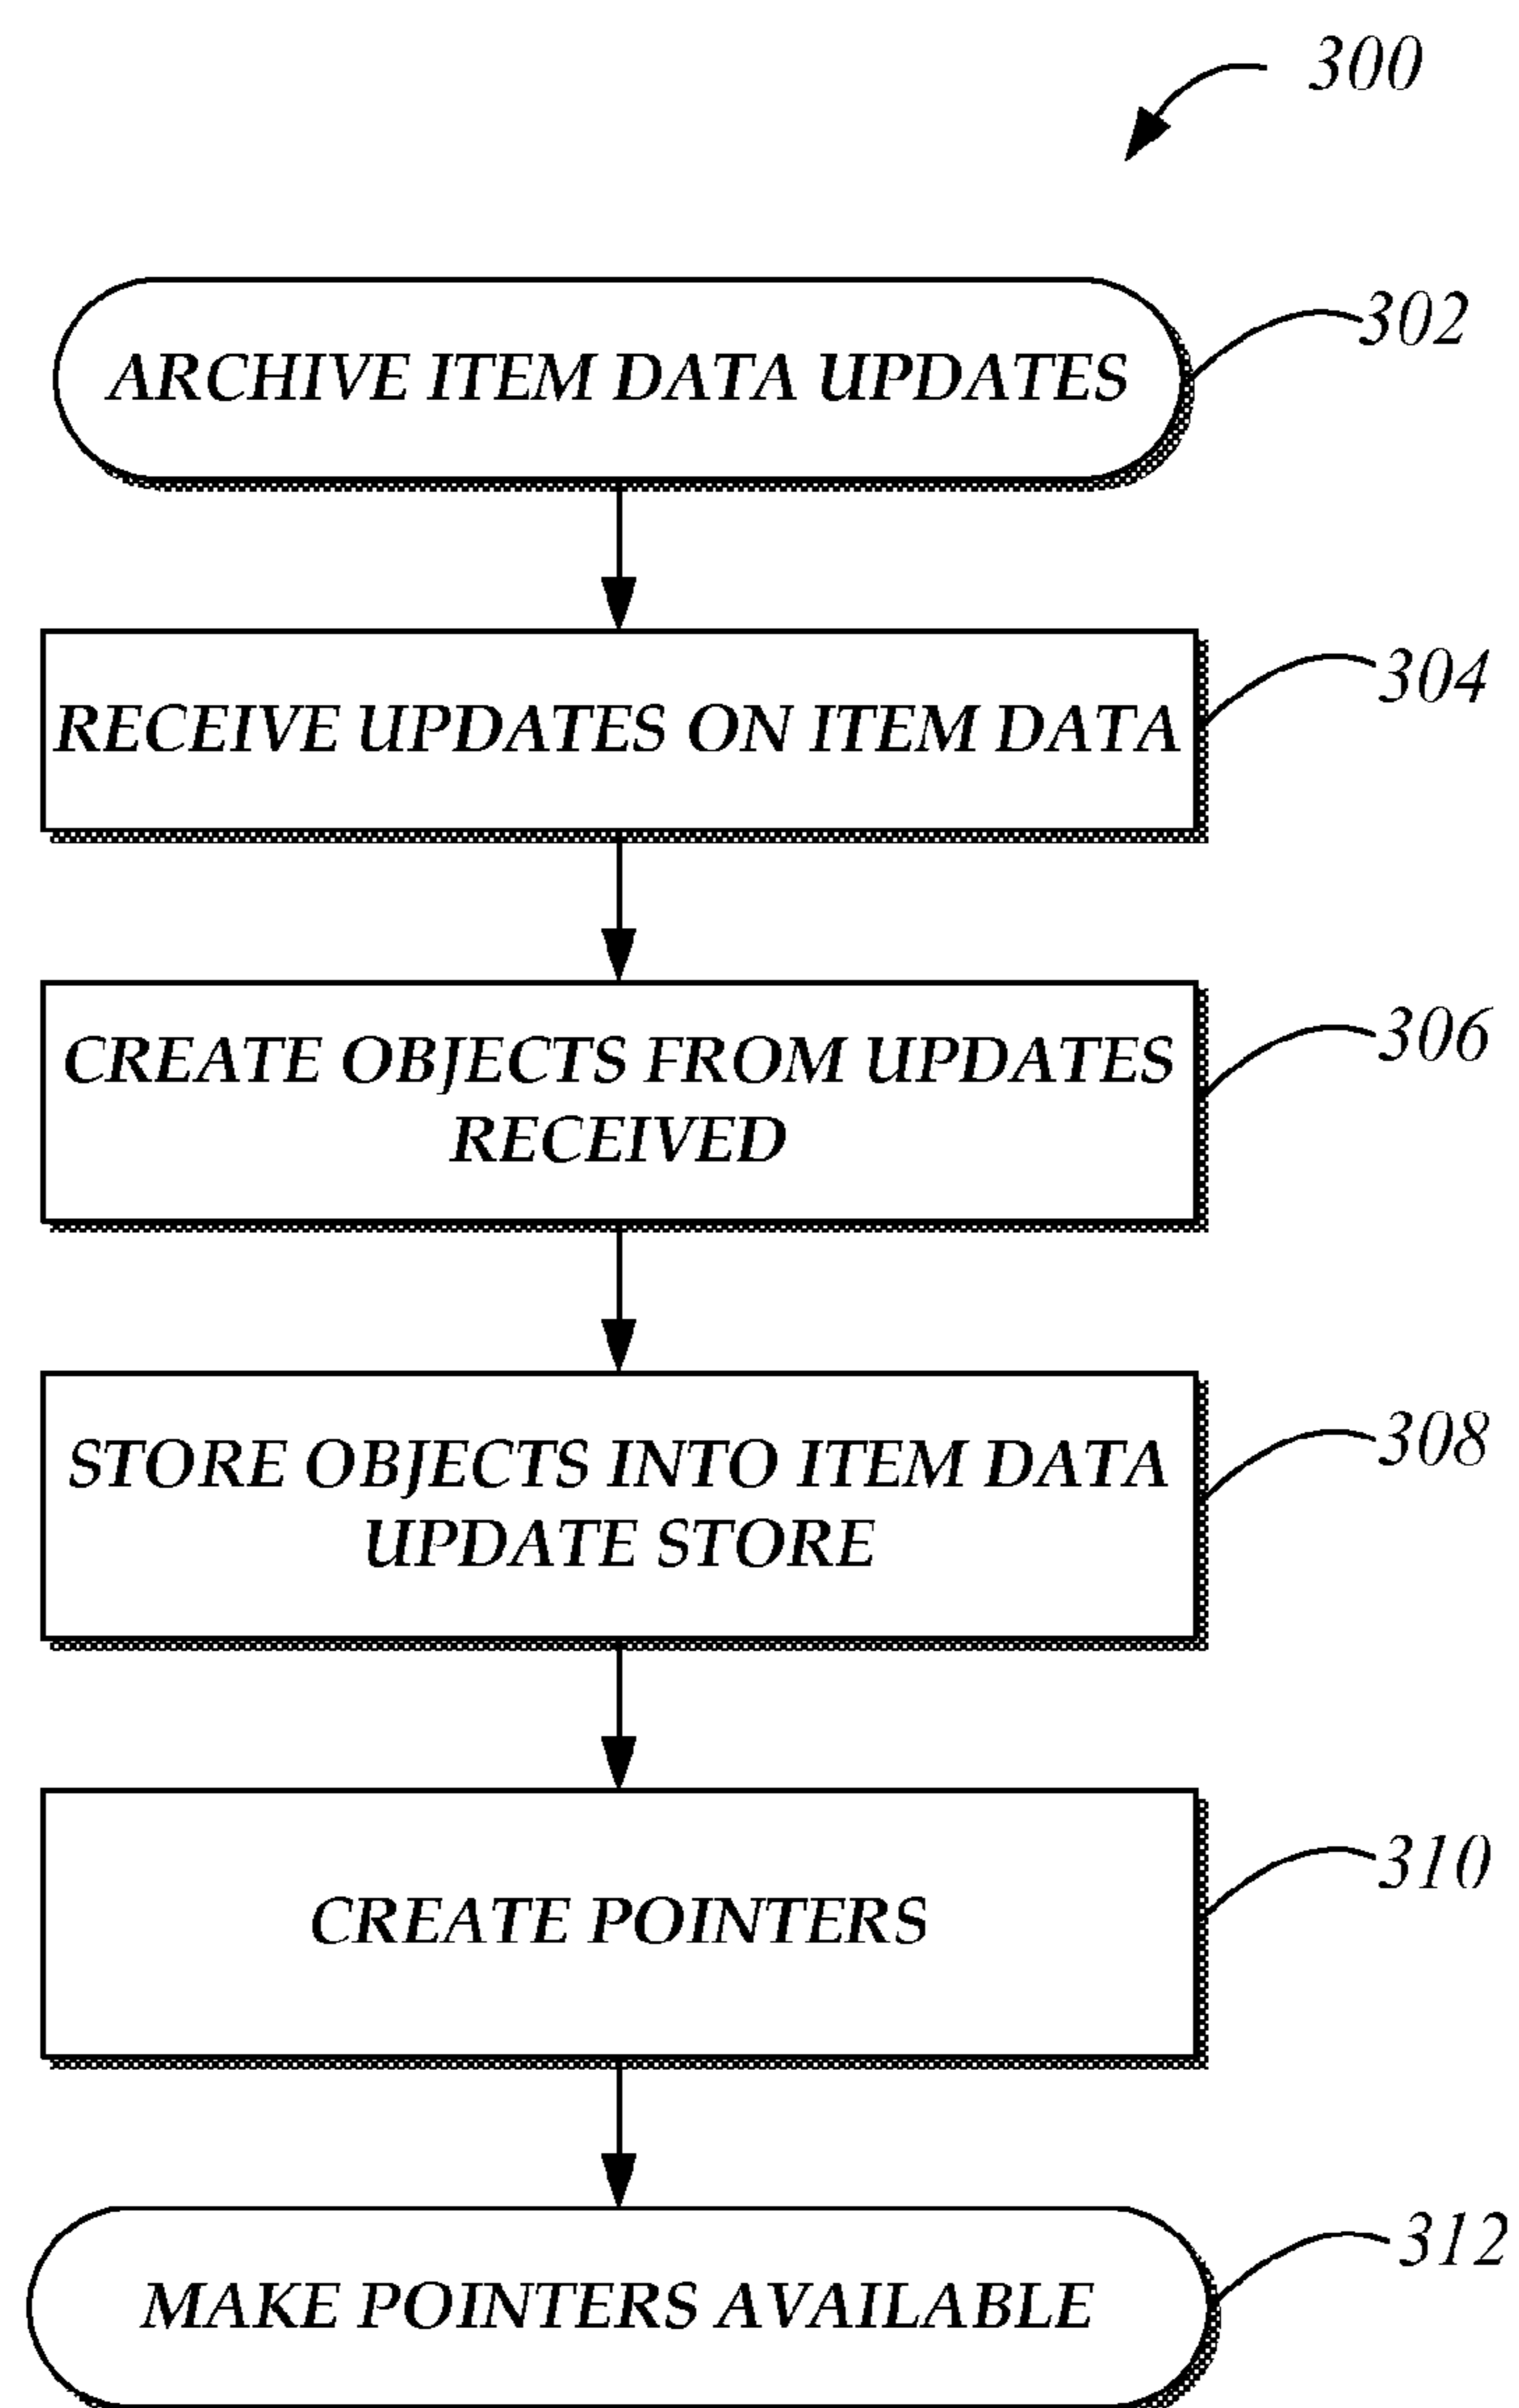 300
ARCHIVE ITEM DATA UPDATES
302
RECEIVE UPDATES ON ITEM DATA
304
CREATE OBJECTS FROM UPDATES
RECEIVED
306
STORE OBJECTS INTO ITEM DATA
UPDATE STORE
308
CREATE POINTERS
310
MAKE POINTERS AVAILABLE
312